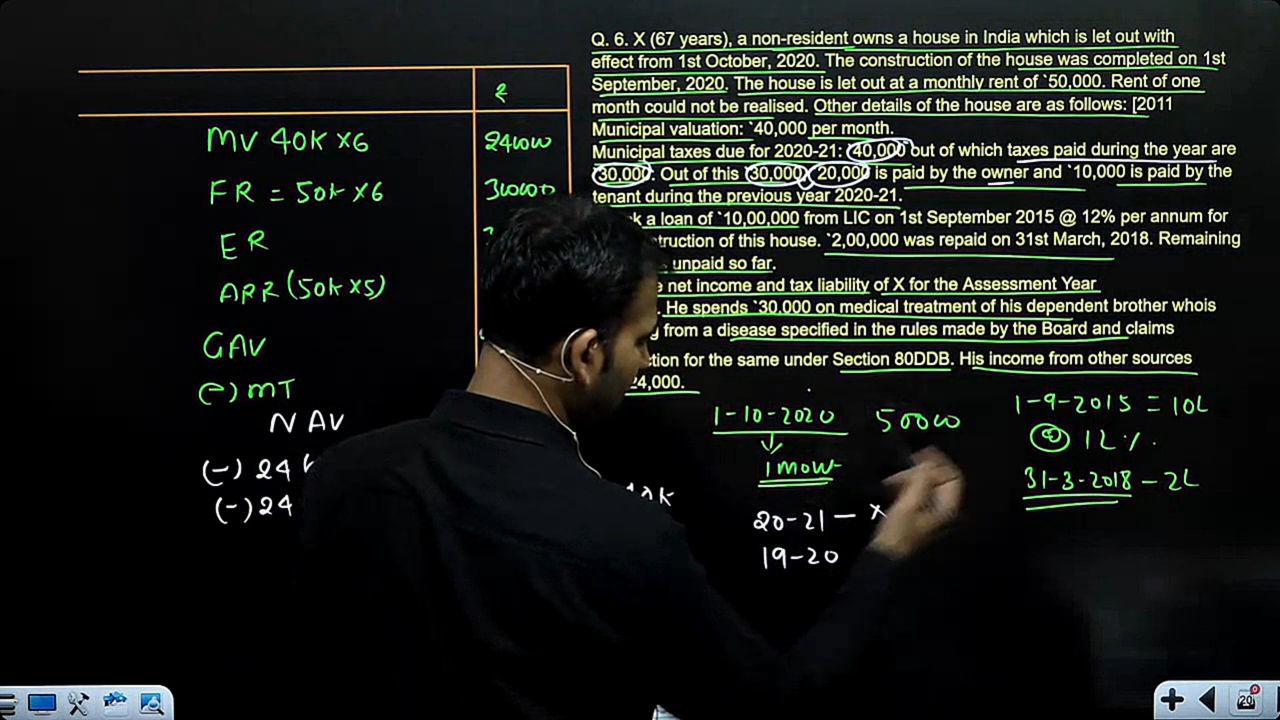 Q. 6. X (67 years), a non-resident owns a house in India which is let out with
effect from 1st October, 2020. The construction of the house was completed on 1st
September, 2020. The house is let out at a monthly rent of `50,000. Rent of one
month could not be realised. Other details of the house are as follows: [2011
Municipal valuation: `40,000 per month.
Municipal taxes due for 2020-21: `40,000 out of which taxes paid during the year are
`30,000. Out of this `30,000, `20,000 is paid by the owner and `10,000 is paid by the
tenant during the previous year 2020-21.
a loan of `10,00,000 from LIC on 1st September 2015 @ 12% per annum for
of this house. `2,00,000 was repaid on 31st March, 2018. Remaining
unpaid so far.
net income and tax liability of X for the Assessment Year
He spends `30,000 on medical treatment of his dependent brother whois
from a disease specified in the rules made by the Board and claims
for the same under Section 80DDB. His income from other sources
24,000.
₹
MV 40K X6 24000
FR = 50K X6 300000
ER
ARR (50K X5)
GAV
(-) MT
NAV
(-) 24
(-) 24
1-10-2020 50000
1 mow
20-21 – X
19-20
1-9-2015 = 10L
@ 12%.
31-3-2018 – 2L
20
0